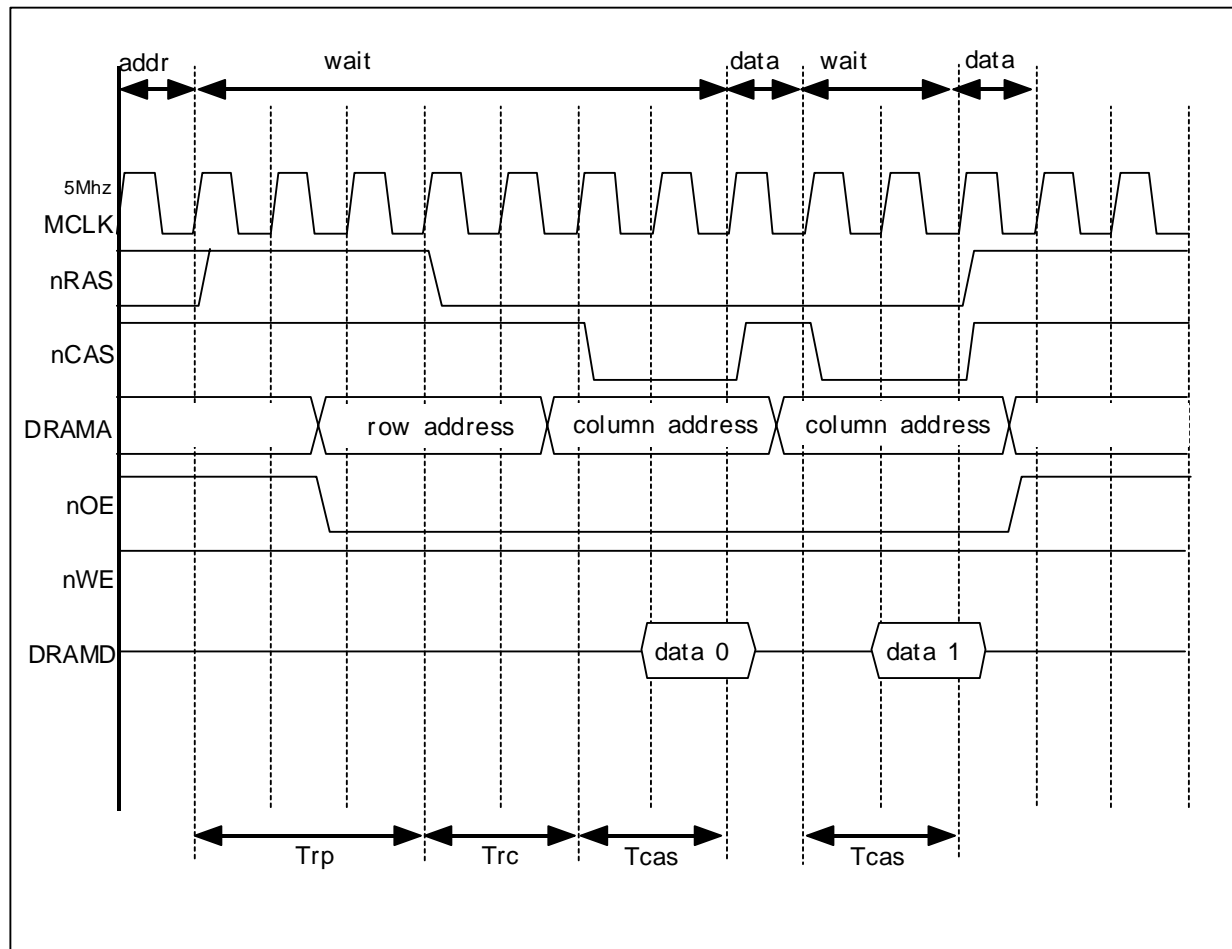 addr wait data wait data
5Mhz
MCLK
nRAS
nCAS
DRAMA row address column address column address
nOE
nWE
DRAMD data 0 data 1
Trp Trc Tcas Tcas